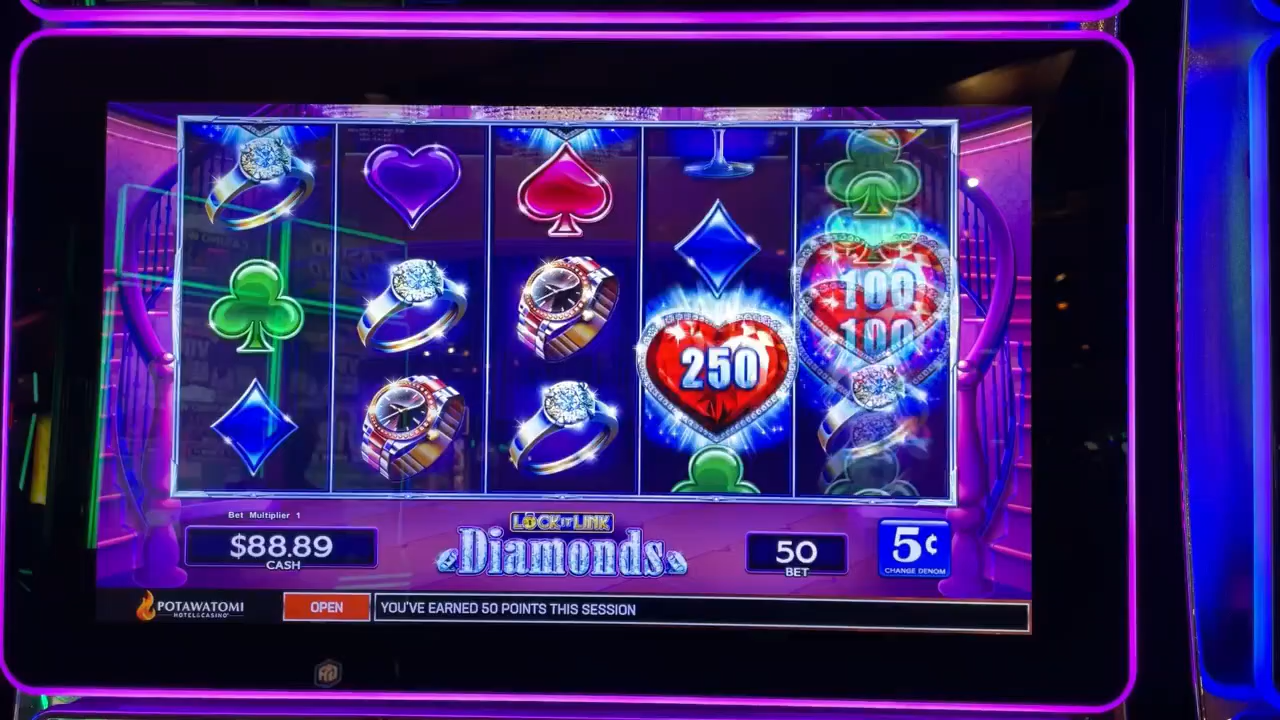 250
100
100
Bet Multiplier 1
$88.89
CASH
LOCK IT LINK
Diamonds
50
BET
5¢
CHANGE DENOM
POTAWATOMI
HOTEL & CASINO
OPEN
YOU'VE EARNED 50 POINTS THIS SESSION